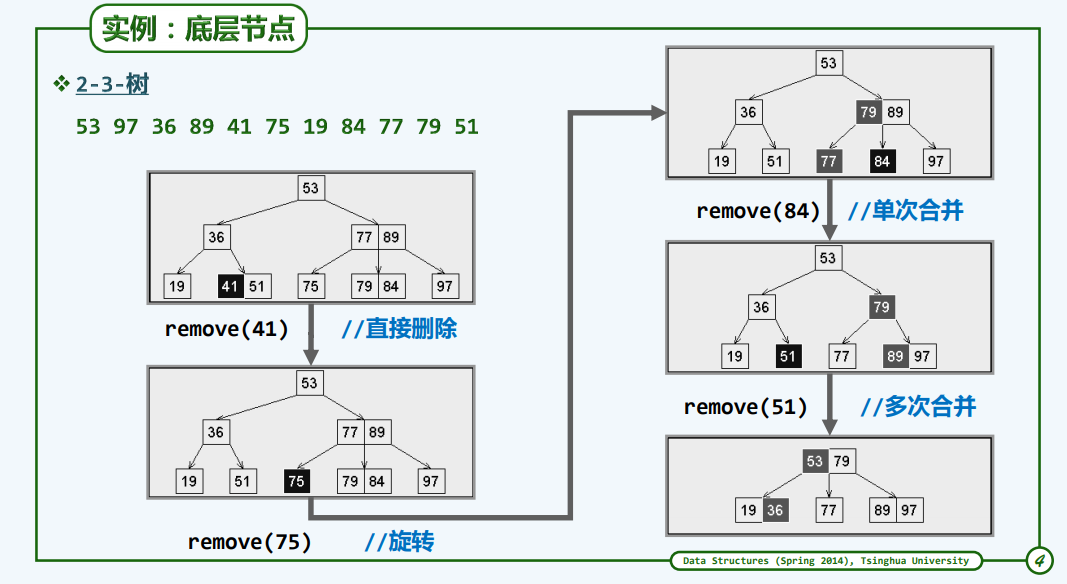 实例：底层节点
2-3-树
53 97 36 89 41 75 19 84 77 79 51
53
36 77 89
19 41 51 75 79 84 97
remove(41) //直接删除
53
36 77 89
19 51 75 79 84 97
remove(75) //旋转
53
36 79 89
19 51 77 84 97
remove(84) //单次合并
53
36 79
19 51 77 89 97
remove(51) //多次合并
53 79
19 36 77 89 97
Data Structures (Spring 2014), Tsinghua University
4